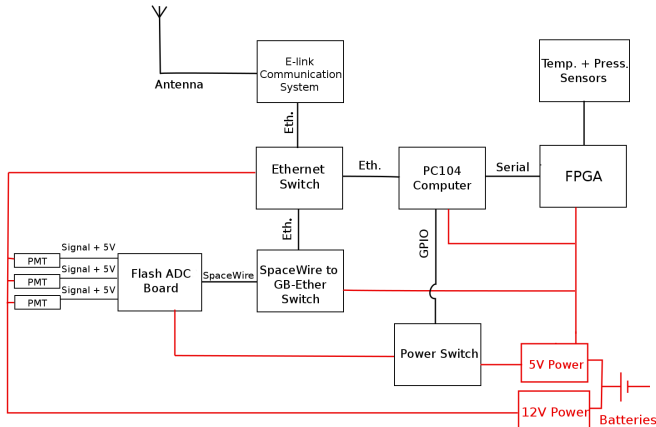 E-link
Communication
System
Antenna
Temp. + Press.
Sensors
Eth.
Ethernet
Switch
Eth.
PC104
Computer
Serial
FPGA
Eth.
GPIO
Signal + 5V
PMT
Signal + 5V
PMT
Signal + 5V
PMT
Flash ADC
Board
SpaceWire
SpaceWire to
GB-Ether
Switch
Power Switch
5V Power
12V Power
Batteries